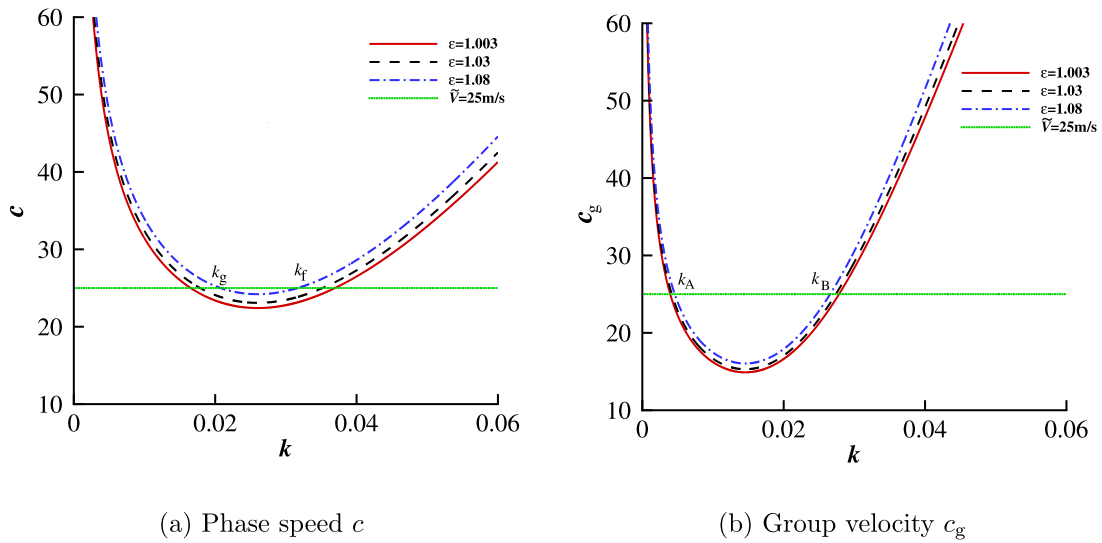 60
50
40
30
20
10
c
0
0.02
0.04
0.06
k
ε=1.003
ε=1.03
ε=1.08
Ṽ=25m/s
k_g
k_f
(a) Phase speed c
60
50
40
30
20
10
c_g
0
0.02
0.04
0.06
k
ε=1.003
ε=1.03
ε=1.08
Ṽ=25m/s
k_A
k_B
(b) Group velocity c_g